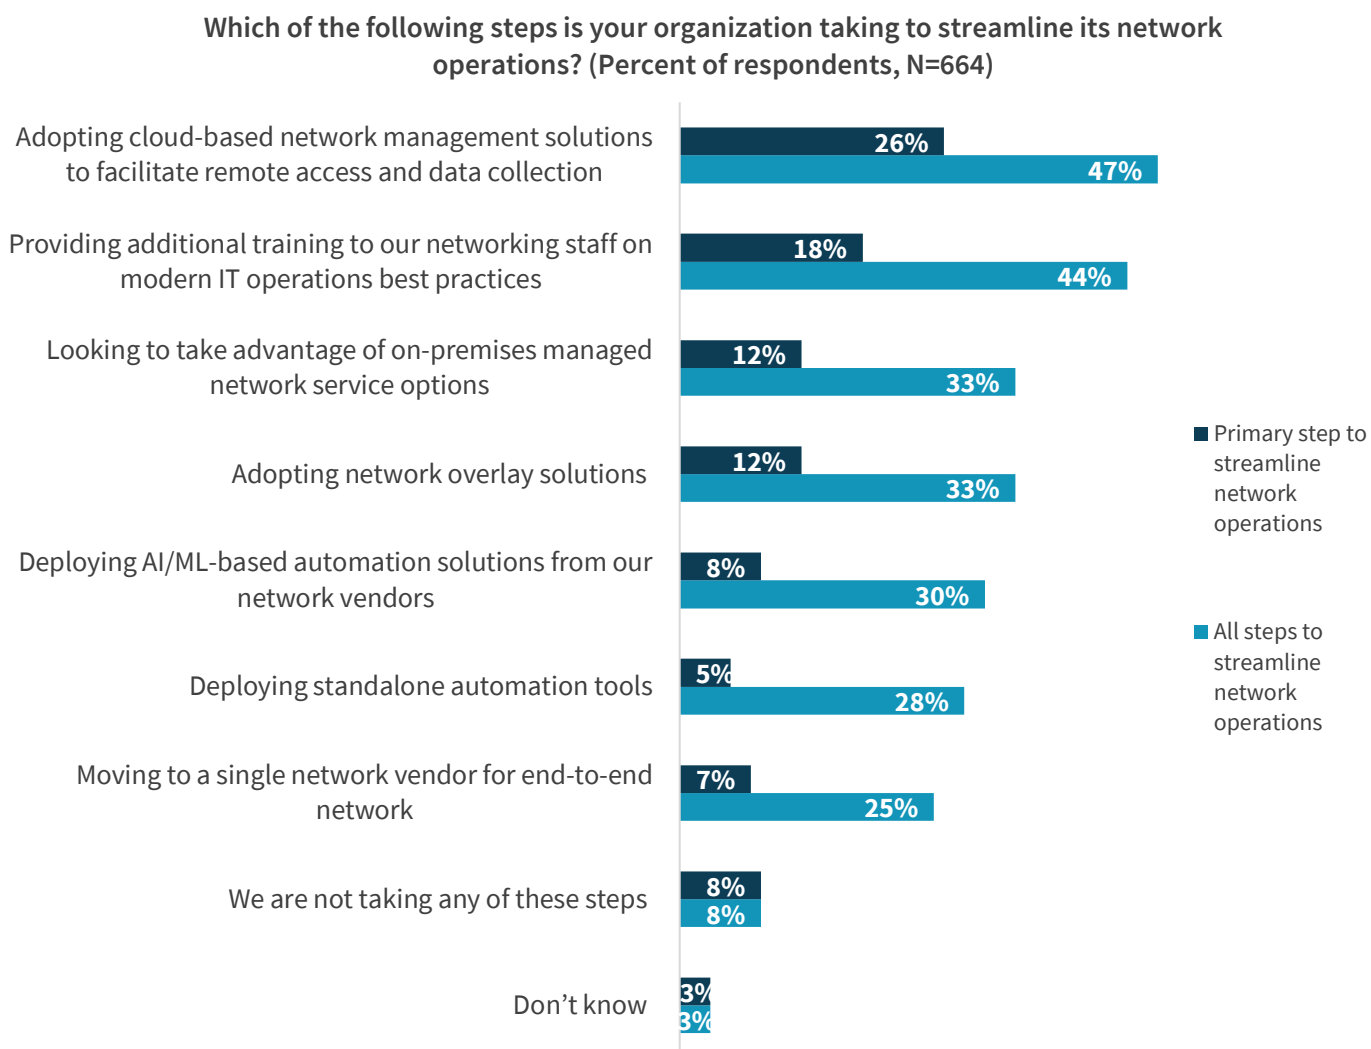 Which of the following steps is your organization taking to streamline its network
operations? (Percent of respondents, N=664)
Adopting cloud-based network management solutions
to facilitate remote access and data collection
26%
47%
Providing additional training to our networking staff on
modern IT operations best practices
18%
44%
Looking to take advantage of on-premises managed
network service options
12%
33%
Adopting network overlay solutions
12%
33%
Deploying AI/ML-based automation solutions from our
network vendors
8%
30%
Deploying standalone automation tools
5%
28%
Moving to a single network vendor for end-to-end
network
7%
25%
We are not taking any of these steps
8%
8%
Don’t know
3%
3%
Primary step to
streamline
network
operations
All steps to
streamline
network
operations